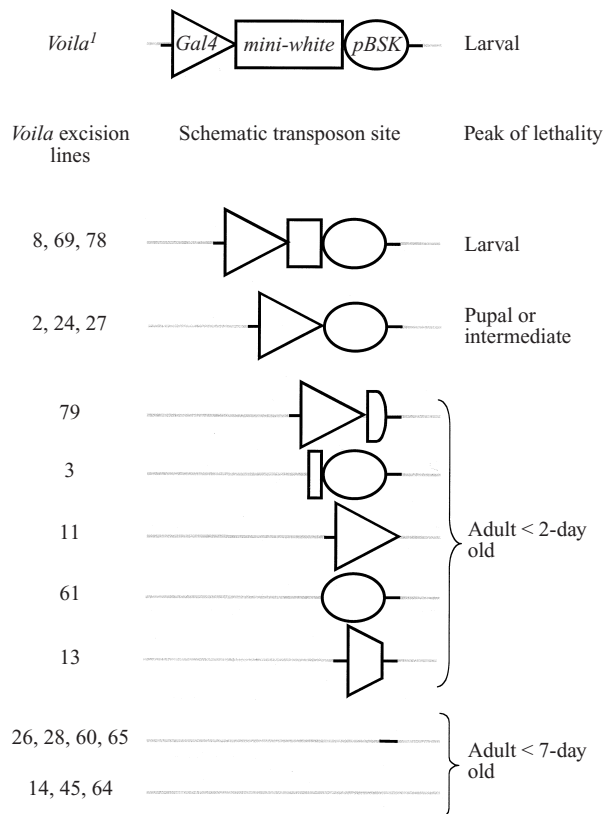 Voila1 Gal4 mini-white pBSK Larval
Voila excision lines Schematic transposon site Peak of lethality
8, 69, 78 Larval
2, 24, 27 Pupal or intermediate
79
3
11 Adult < 2-day old
61
13
26, 28, 60, 65 Adult < 7-day old
14, 45, 64